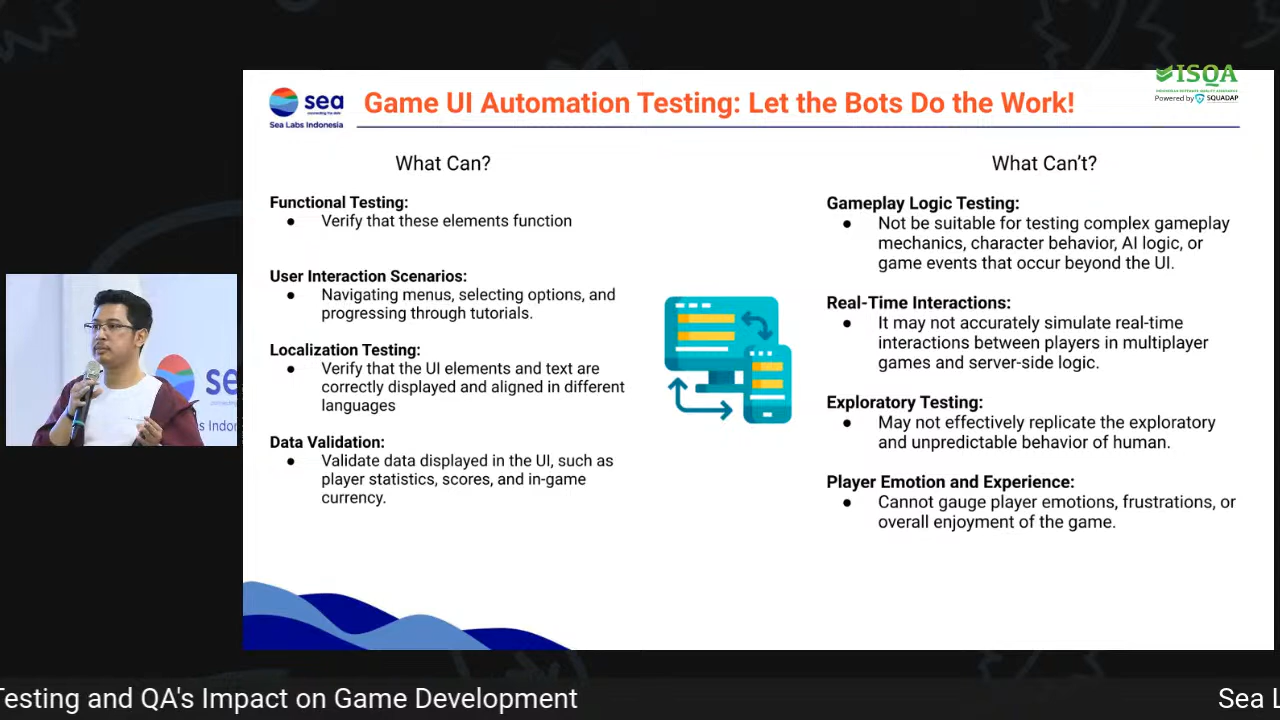 sea
Sea Labs Indonesia
Game UI Automation Testing: Let the Bots Do the Work!
ISQA
Powered by SQUADAP
What Can?
Functional Testing:
● Verify that these elements function
User Interaction Scenarios:
● Navigating menus, selecting options, and
progressing through tutorials.
Localization Testing:
● Verify that the UI elements and text are
correctly displayed and aligned in different
languages
Data Validation:
● Validate data displayed in the UI, such as
player statistics, scores, and in-game
currency.
What Can't?
Gameplay Logic Testing:
● Not be suitable for testing complex gameplay
mechanics, character behavior, AI logic, or
game events that occur beyond the UI.
Real-Time Interactions:
● It may not accurately simulate real-time
interactions between players in multiplayer
games and server-side logic.
Exploratory Testing:
● May not effectively replicate the exploratory
and unpredictable behavior of human.
Player Emotion and Experience:
● Cannot gauge player emotions, frustrations, or
overall enjoyment of the game.
se
s Indon
Testing and QA's Impact on Game Development
Sea L